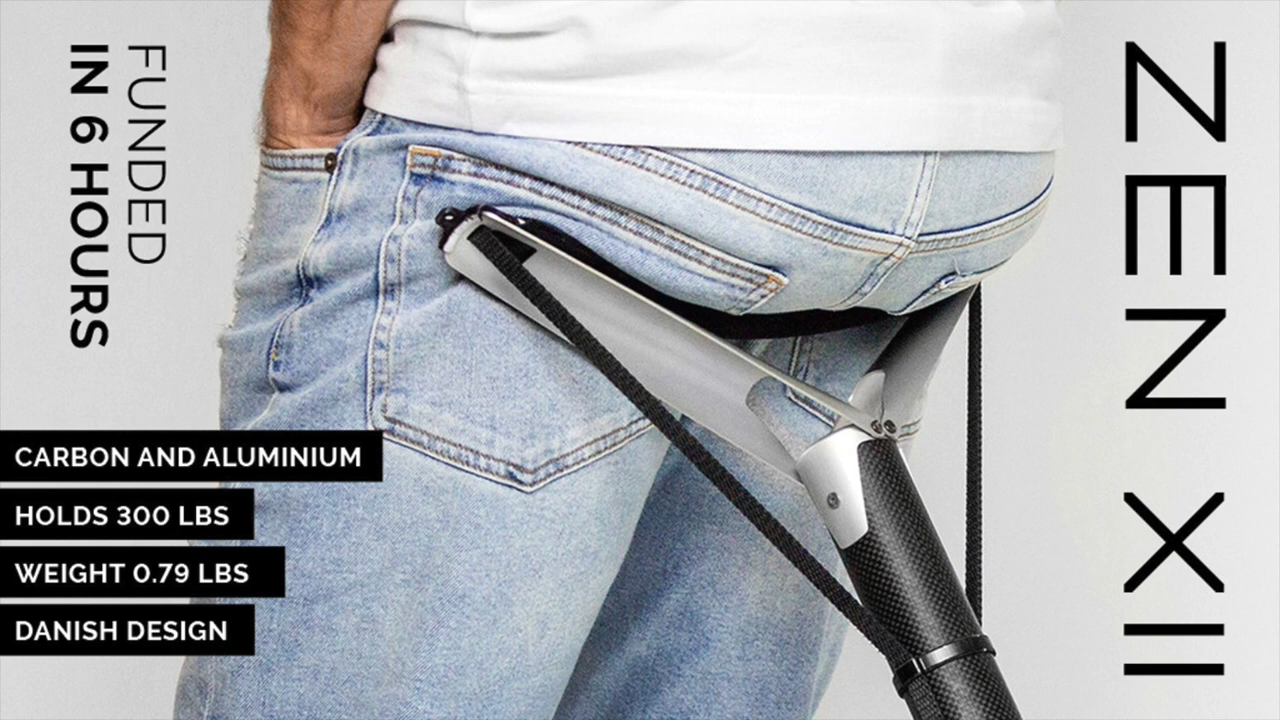 FUNDED
IN 6 HOURS
CARBON AND ALUMINIUM
HOLDS 300 LBS
WEIGHT 0.79 LBS
DANISH DESIGN
ZEN XII